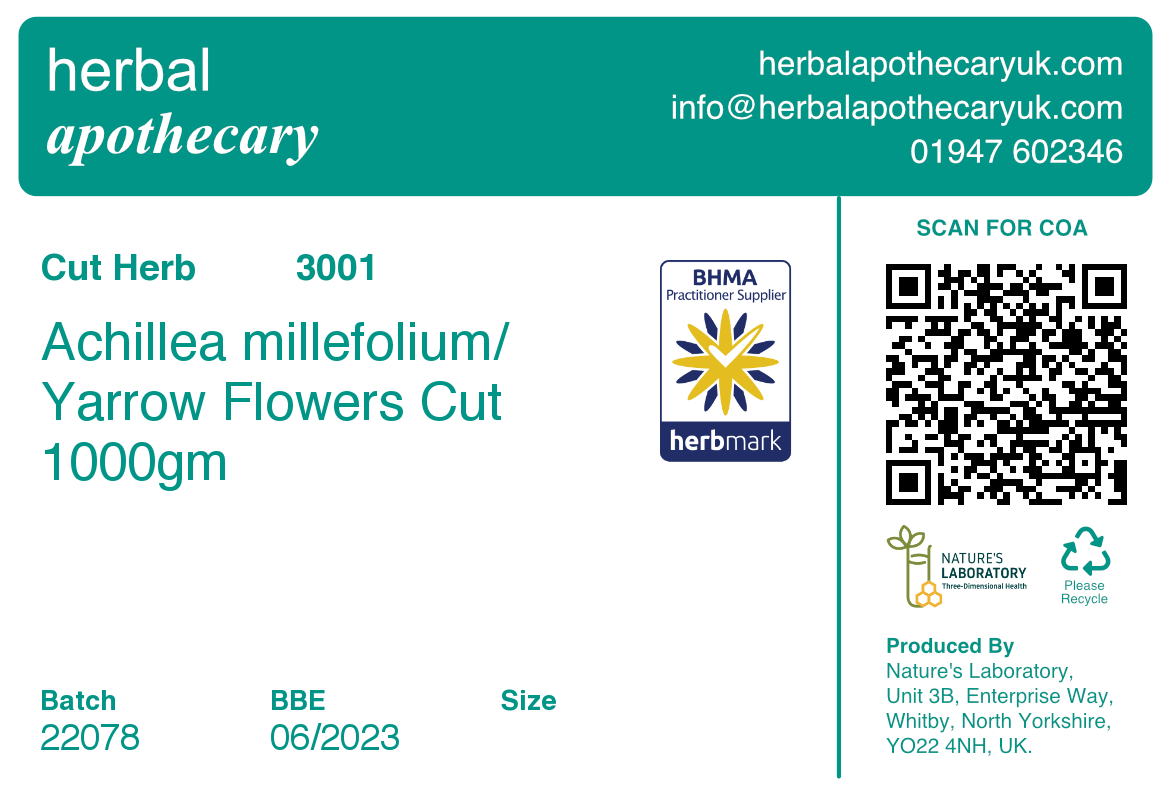 herbal
apothecary
herbalapothecaryuk.com
info@herbalapothecaryuk.com
01947 602346
Cut Herb 3001
Achillea millefolium/
Yarrow Flowers Cut
1000gm
BHMA
Practitioner Supplier
herbmark
Batch BBE Size
22078 06/2023
SCAN FOR COA
NATURE'S
LABORATORY
Three-Dimensional Health
Please
Recycle
Produced By
Nature's Laboratory,
Unit 3B, Enterprise Way,
Whitby, North Yorkshire,
YO22 4NH, UK.